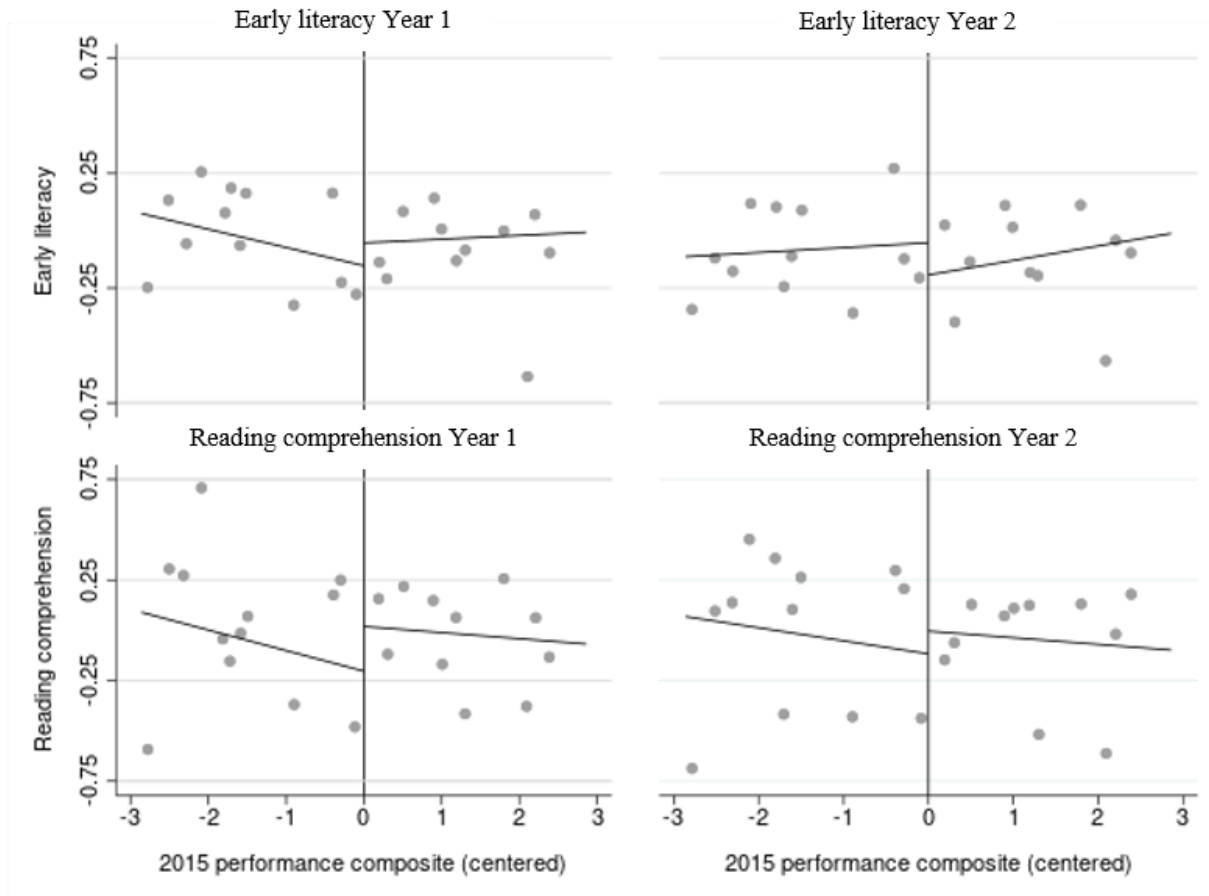 Early literacy Year 1
Early literacy Year 2
0.75
0.25
-0.25
-0.75
Early literacy
Reading comprehension Year 1
Reading comprehension Year 2
0.75
0.25
-0.25
-0.75
Reading comprehension
-3 -2 -1 0 1 2 3
-3 -2 -1 0 1 2 3
2015 performance composite (centered)
2015 performance composite (centered)